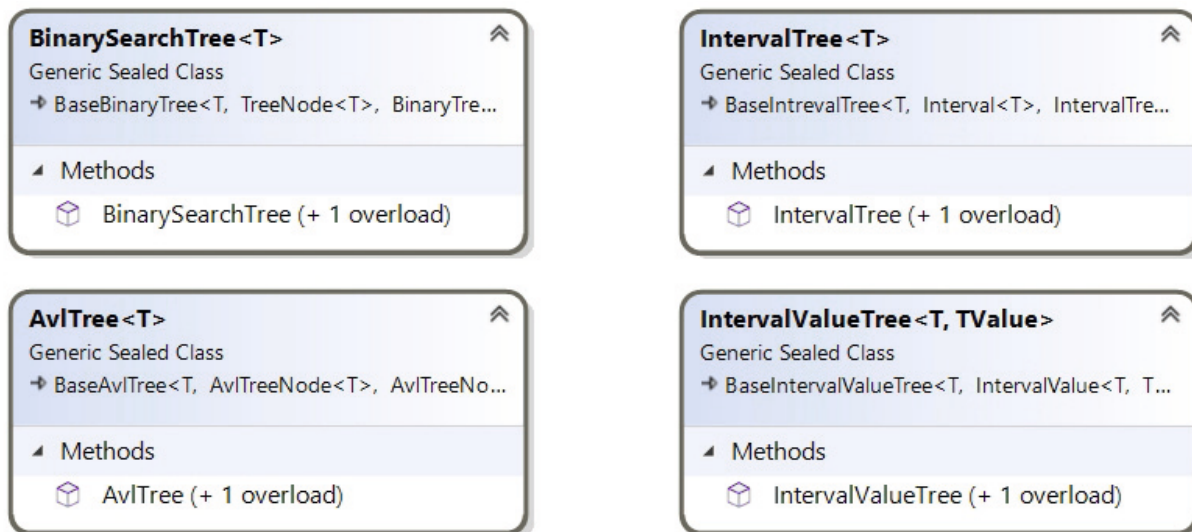 BinarySearchTree<T>
Generic Sealed Class
BaseBinaryTree<T, TreeNode<T>, BinaryTre...
Methods
BinarySearchTree (+ 1 overload)
IntervalTree<T>
Generic Sealed Class
BaseIntrevalTree<T, Interval<T>, IntervalTre...
Methods
IntervalTree (+ 1 overload)
AvlTree<T>
Generic Sealed Class
BaseAvlTree<T, AvlTreeNode<T>, AvlTreeNo...
Methods
AvlTree (+ 1 overload)
IntervalValueTree<T, TValue>
Generic Sealed Class
BaseIntervalValueTree<T, IntervalValue<T, T...
Methods
IntervalValueTree (+ 1 overload)